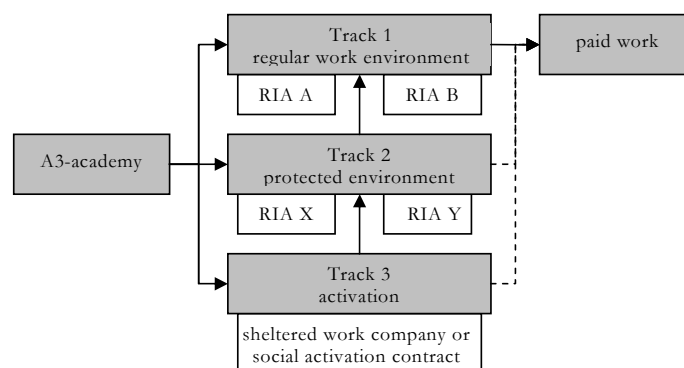 Track 1
regular work environment
paid work
RIA A
RIA B
A3-academy
Track 2
protected environment
RIA X
RIA Y
Track 3
activation
sheltered work company or
social activation contract